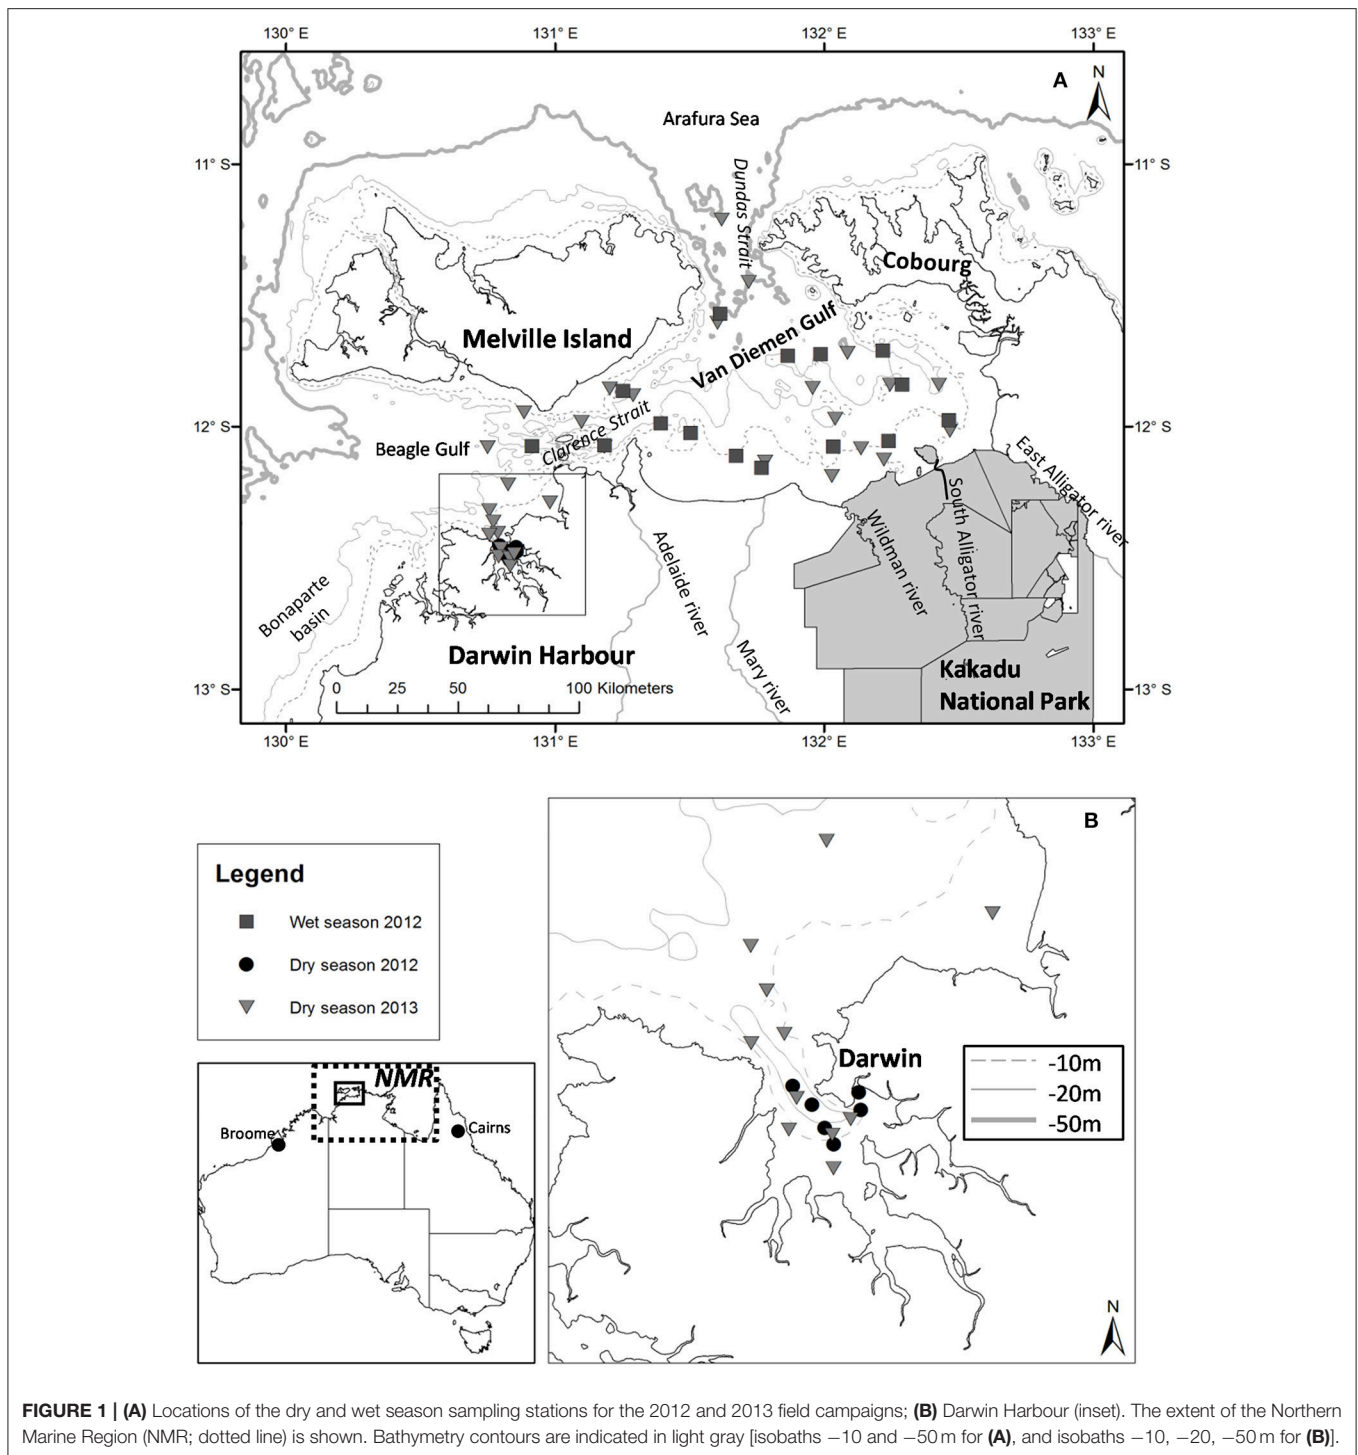 130° E
131° E
132° E
133° E
A
N
Arafura Sea
11° S
11° S
Dundas Strait
Cobourg
Melville Island
Van Diemen Gulf
12° S
12° S
Clarence Strait
Beagle Gulf
East Alligator river
South Alligator river
Wildman river
Adelaide river
Bonaparte
basin
Mary river
Darwin Harbour
Kakadu
National Park
0 25 50 100 Kilometers
13° S
13° S
130° E
131° E
132° E
133° E
B
Legend
Wet season 2012
Dry season 2012
Dry season 2013
Darwin
-10m
-20m
-50m
NMR
Broome
Cairns
N
FIGURE 1 | (A) Locations of the dry and wet season sampling stations for the 2012 and 2013 field campaigns; (B) Darwin Harbour (inset). The extent of the Northern
Marine Region (NMR; dotted line) is shown. Bathymetry contours are indicated in light gray [isobaths −10 and −50 m for (A), and isobaths −10, −20, −50 m for (B)].